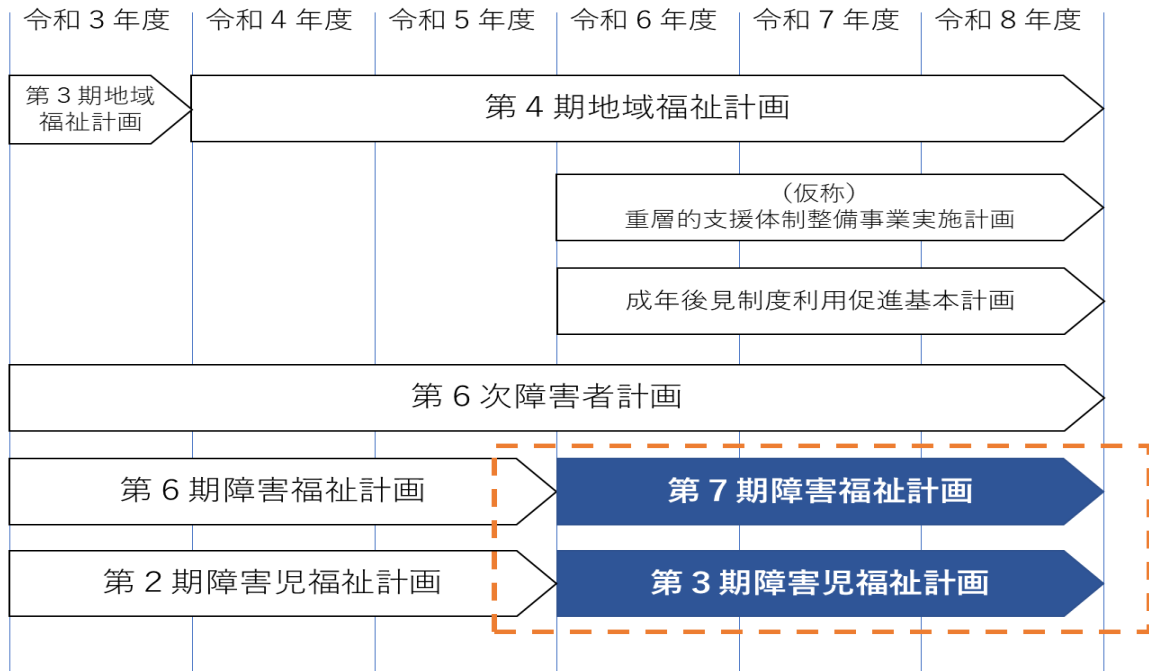 令和３年度
令和４年度
令和５年度
令和６年度
令和７年度
令和８年度
第３期地域
福祉計画
第４期地域福祉計画
（仮称）
重層的支援体制整備事業実施計画
成年後見制度利用促進基本計画
第６次障害者計画
第６期障害福祉計画
第７期障害福祉計画
第２期障害児福祉計画
第３期障害児福祉計画